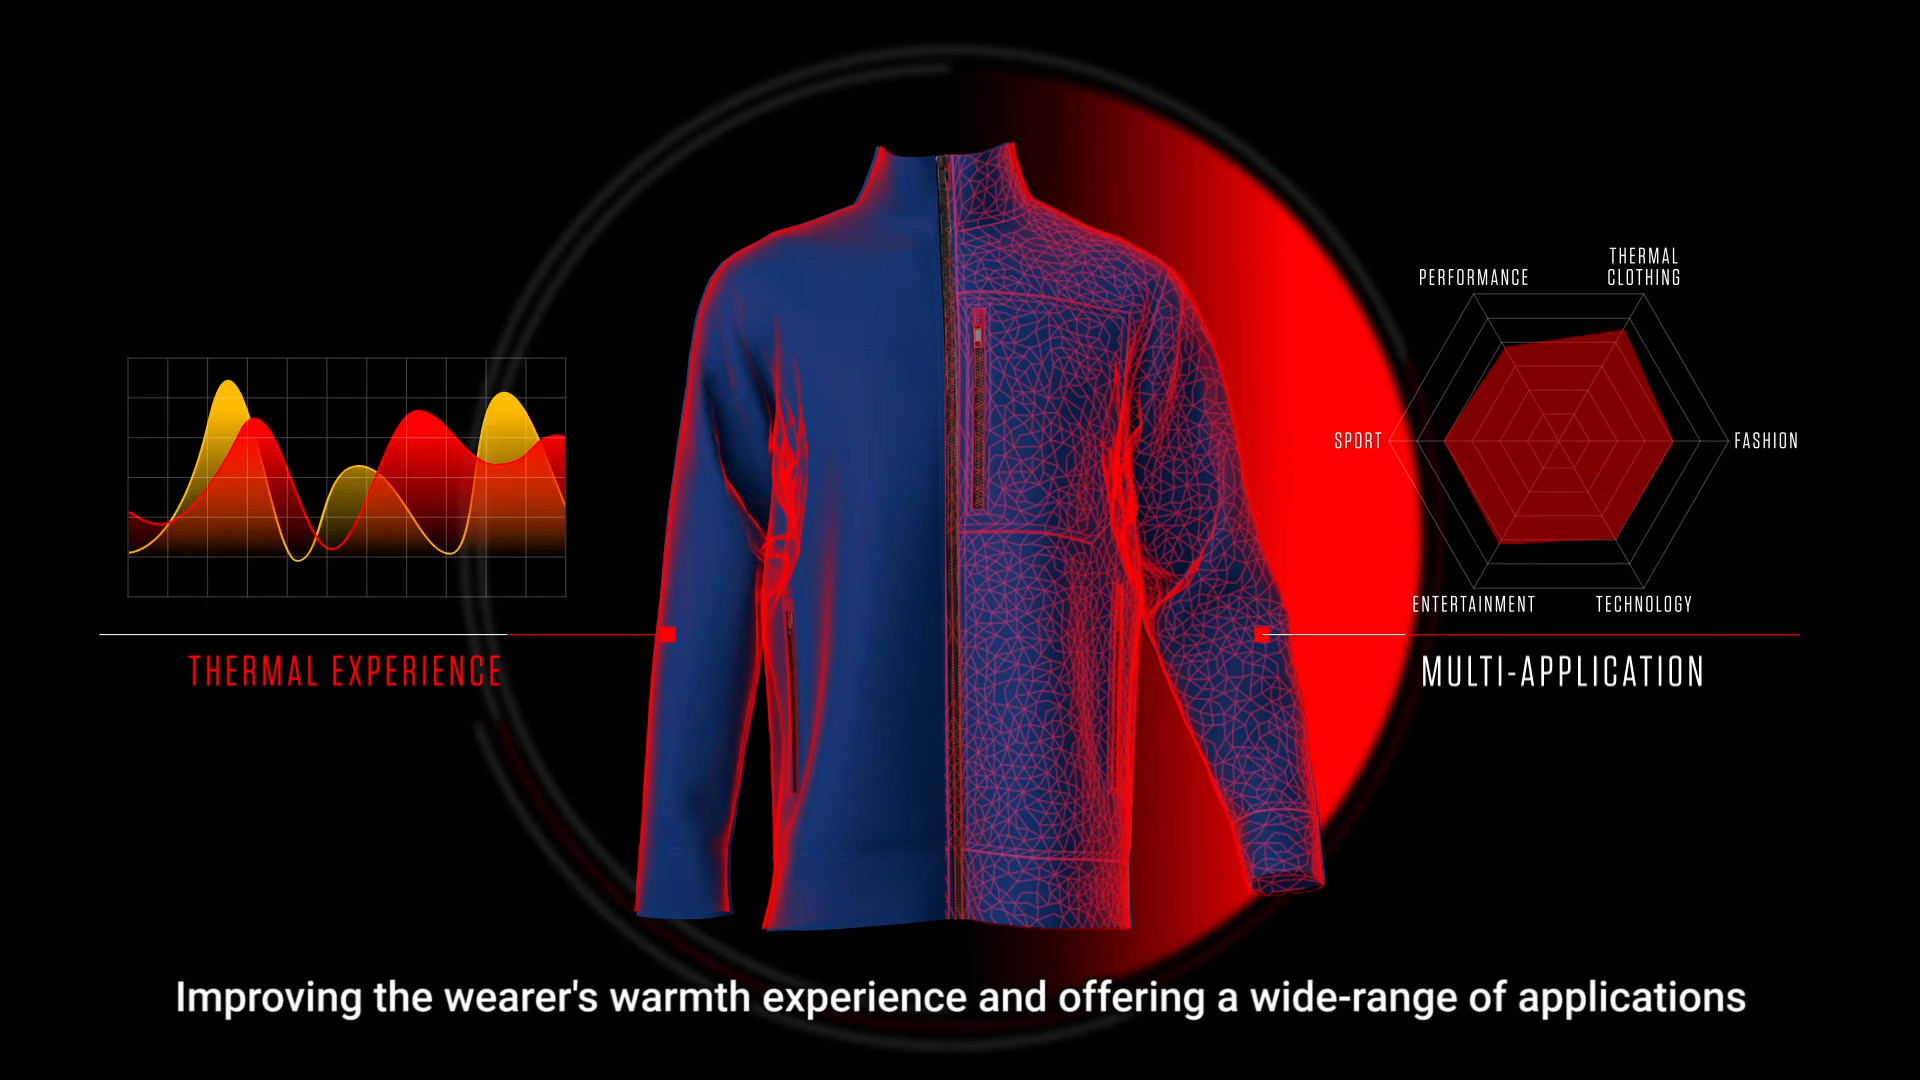 THERMAL
CLOTHING
PERFORMANCE
SPORT
FASHION
ENTERTAINMENT
TECHNOLOGY
THERMAL EXPERIENCE
MULTI-APPLICATION
Improving the wearer's warmth experience and offering a wide-range of applications